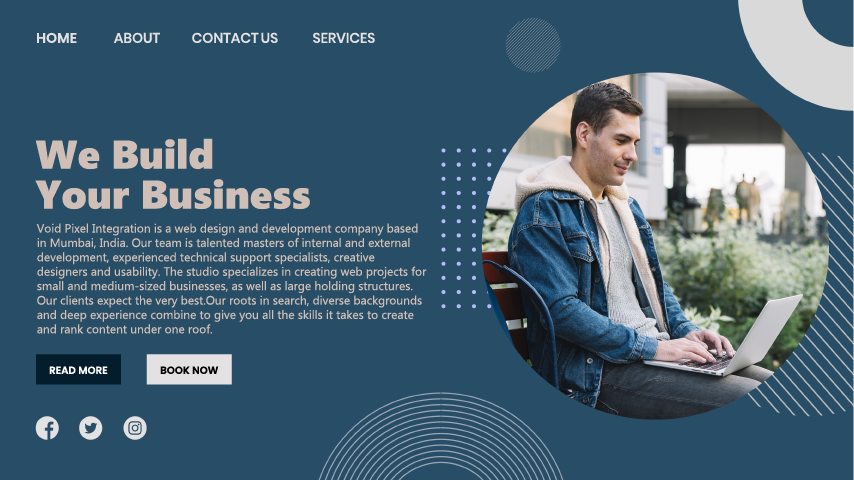 HOME ABOUT CONTACT US SERVICES
We Build
Your Business
Void Pixel Integration is a web design and development company based
in Mumbai, India. Our team is talented masters of internal and external
development, experienced technical support specialists, creative
designers and usability. The studio specializes in creating web projects for
small and medium-sized businesses, as well as large holding structures.
Our clients expect the very best.Our roots in search, diverse backgrounds
and deep experience combine to give you all the skills it takes to create
and rank content under one roof.
READ MORE BOOK NOW